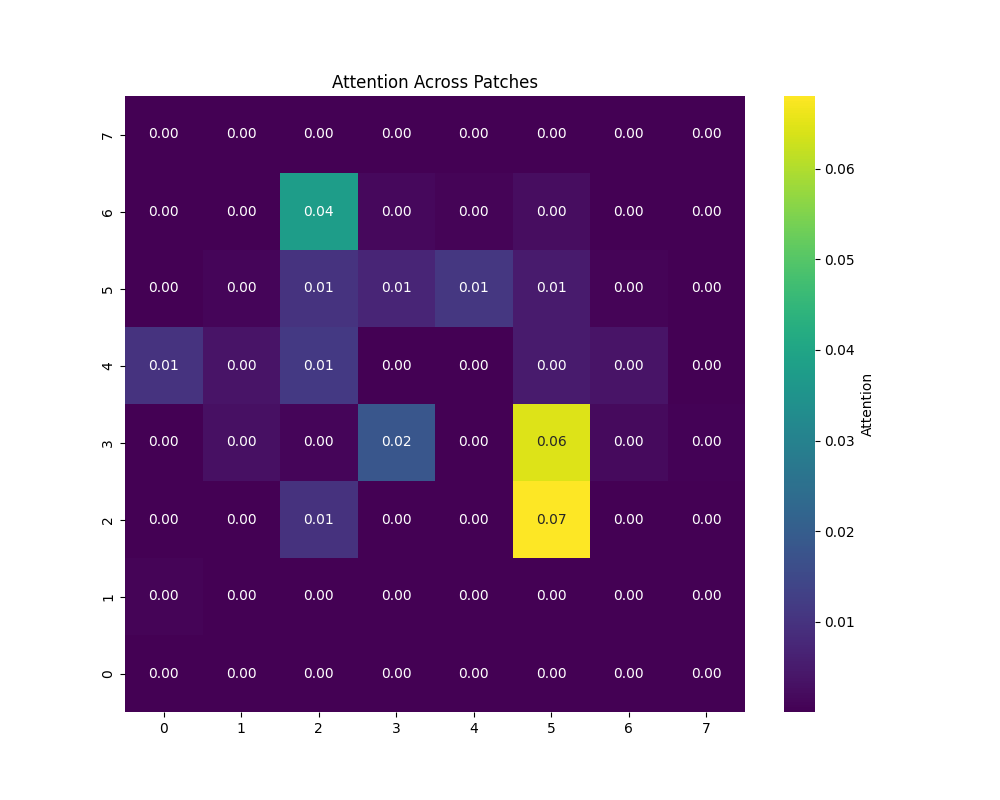 Attention Across Patches
7 0.00 0.00 0.00 0.00 0.00 0.00 0.00 0.00
0.06
6 0.00 0.00 0.04 0.00 0.00 0.00 0.00 0.00
0.05
5 0.00 0.00 0.01 0.01 0.01 0.01 0.00 0.00
0.04
4 0.01 0.00 0.01 0.00 0.00 0.00 0.00 0.00
Attention
3 0.00 0.00 0.00 0.02 0.00 0.06 0.00 0.00
0.03
2 0.00 0.00 0.01 0.00 0.00 0.07 0.00 0.00
0.02
1 0.00 0.00 0.00 0.00 0.00 0.00 0.00 0.00
0.01
0 0.00 0.00 0.00 0.00 0.00 0.00 0.00 0.00
0 1 2 3 4 5 6 7